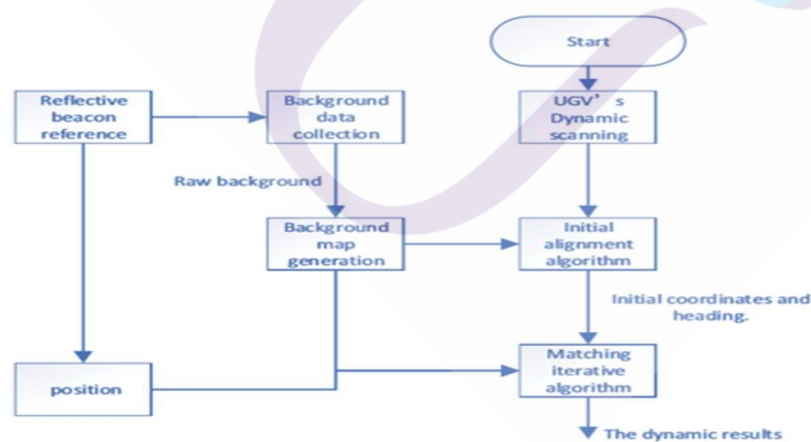 Start
Reflective
beacon
reference
Background
data
collection
UGV' s
Dynamic
scanning
Raw background
Background
map
generation
Initial
alignment
algorithm
Initial coordinates and
heading.
position
Matching
iterative
algorithm
The dynamic results